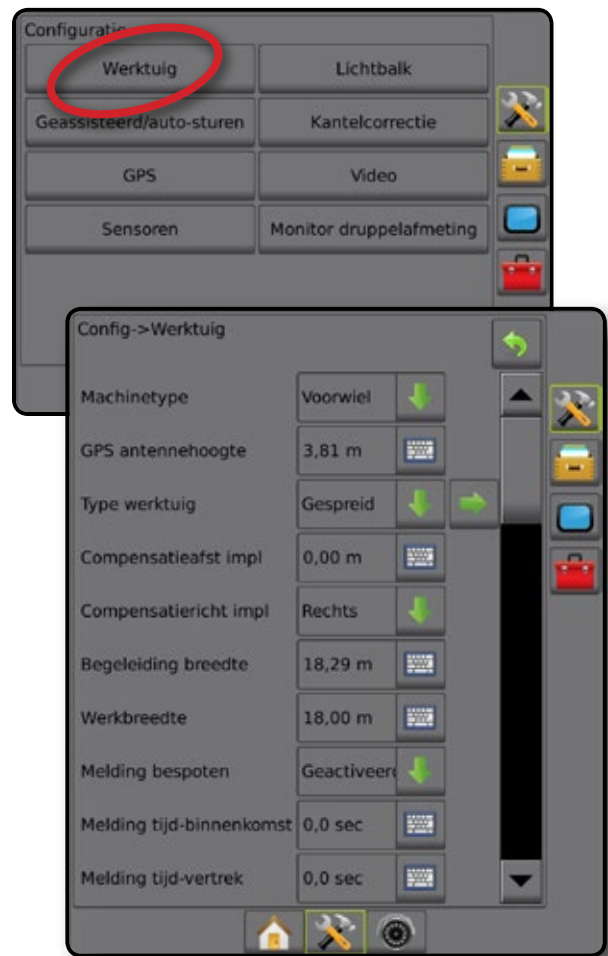 Configuratie
Werktuig
Lichtbalk
Geassisteerd/auto-sturen
Kantelcorrectie
GPS
Video
Sensoren
Monitor druppelafmeting
Config->Werktuig
Machinetype Voorwiel
GPS antennehoogte 3,81 m
Type werktuig Gespreid
Compensatieafst impl 0,00 m
Compensatiericht impl Rechts
Begeleiding breedte 18,29 m
Werkbreedte 18,00 m
Melding bespoten Geactiveerd
Melding tijd-binnenkomst 0,0 sec
Melding tijd-vertrek 0,0 sec